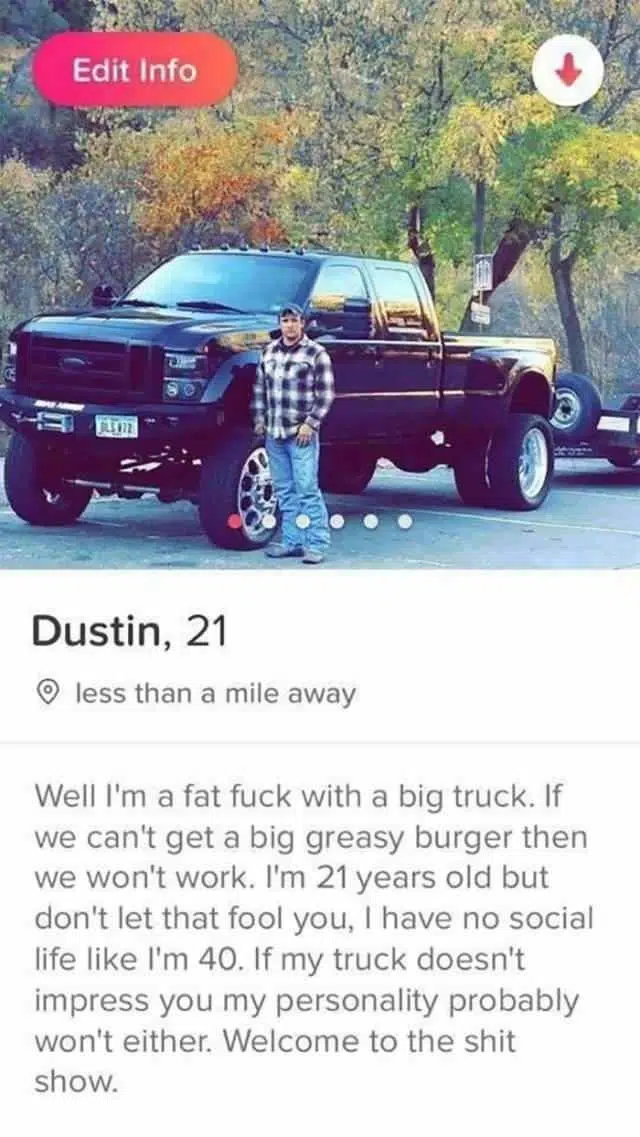 Edit Info
Dustin, 21
less than a mile away
Well I'm a fat fuck with a big truck. If
we can't get a big greasy burger then
we won't work. I'm 21 years old but
don't let that fool you, I have no social
life like I'm 40. If my truck doesn't
impress you my personality probably
won't either. Welcome to the shit
show.